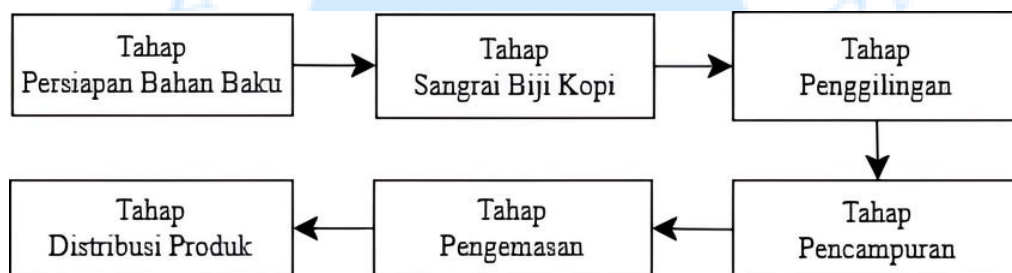 Tahap
Persiapan Bahan Baku
Tahap
Sangrai Biji Kopi
Tahap
Penggilingan
Tahap
Pencampuran
Tahap
Pengemasan
Tahap
Distribusi Produk